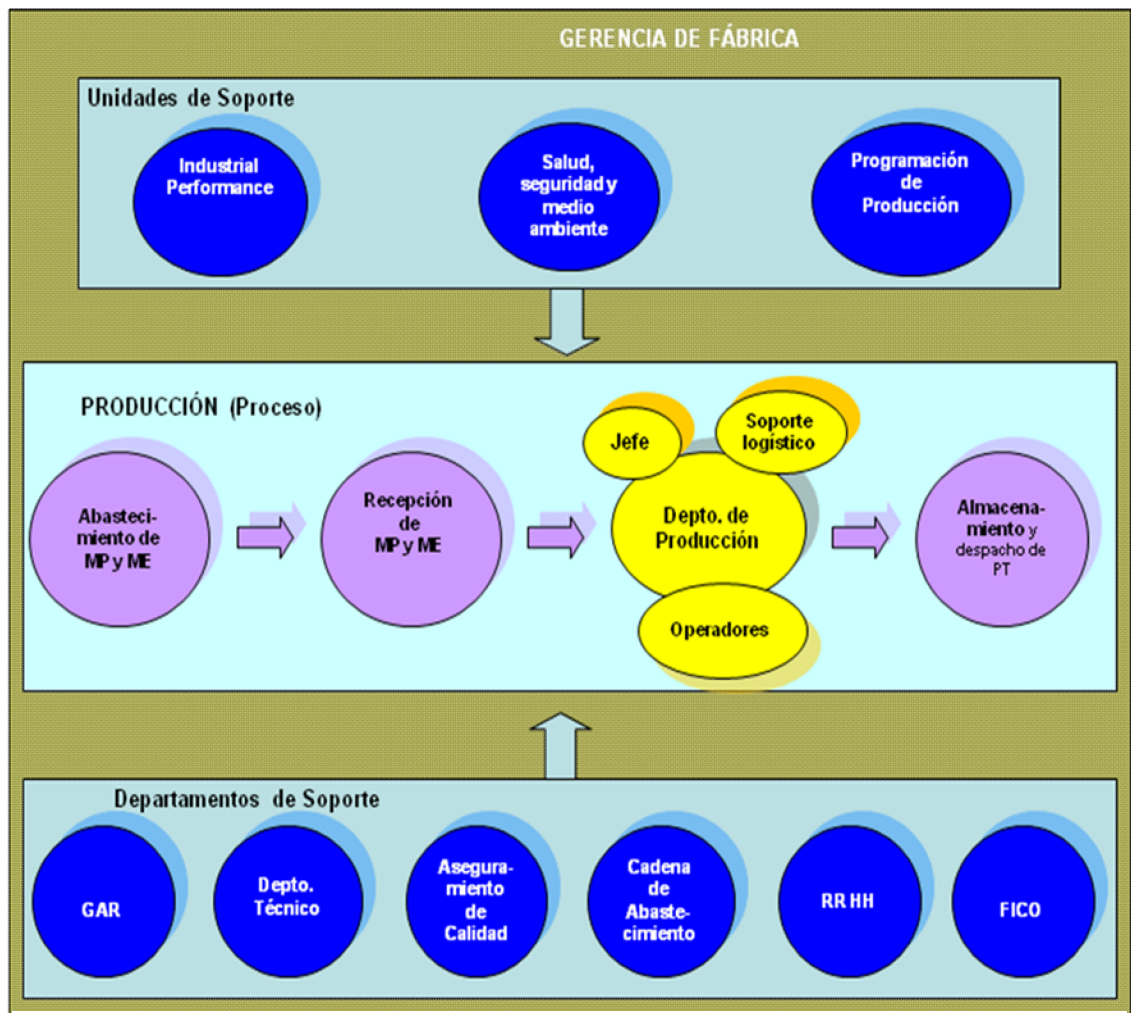 GERENCIA DE FÁBRICA
Unidades de Soporte
Industrial
Performance
Salud,
seguridad y
medio
ambiente
Programación
de
Producción
PRODUCCIÓN (Proceso)
Abasteci-
miento de
MP y ME
Recepción
de
MP y ME
Jefe
Soporte
logístico
Depto. de
Producción
Operadores
Almacena-
miento y
despacho de
PT
Departamentos de Soporte
GAR
Depto.
Técnico
Asegura-
miento
de
Calidad
Cadena
de
Abaste-
cimiento
RR HH
FICO